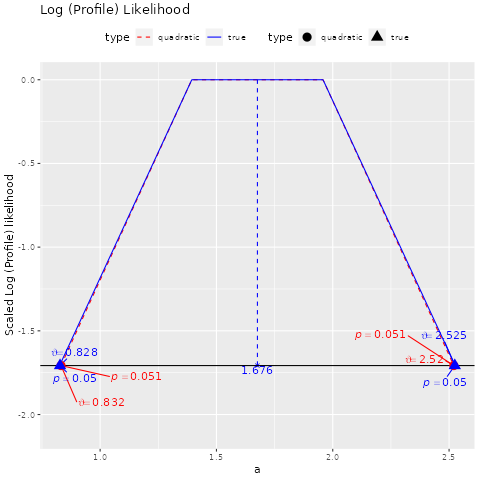 Log (Profile) Likelihood
type quadratic true type quadratic true
0.0
-0.5
-1.0
-1.5
-2.0
Scaled Log (Profile) likelihood
p = 0.051
ϑ= 2.525
ϑ=0.828
ϑ=2.52
1.676
p = 0.05
p = 0.051
p = 0.05
ϑ=0.832
1.0 1.5 2.0 2.5
a